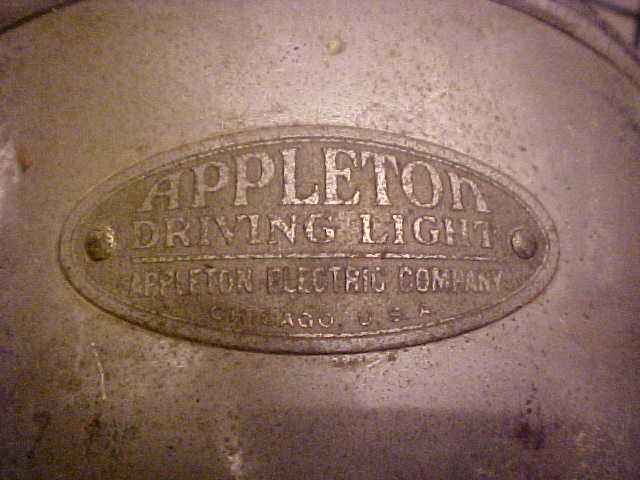 APPLETON
DRIVING LIGHT
APPLETON ELECTRIC COMPANY
CHICAGO, U.S.A.